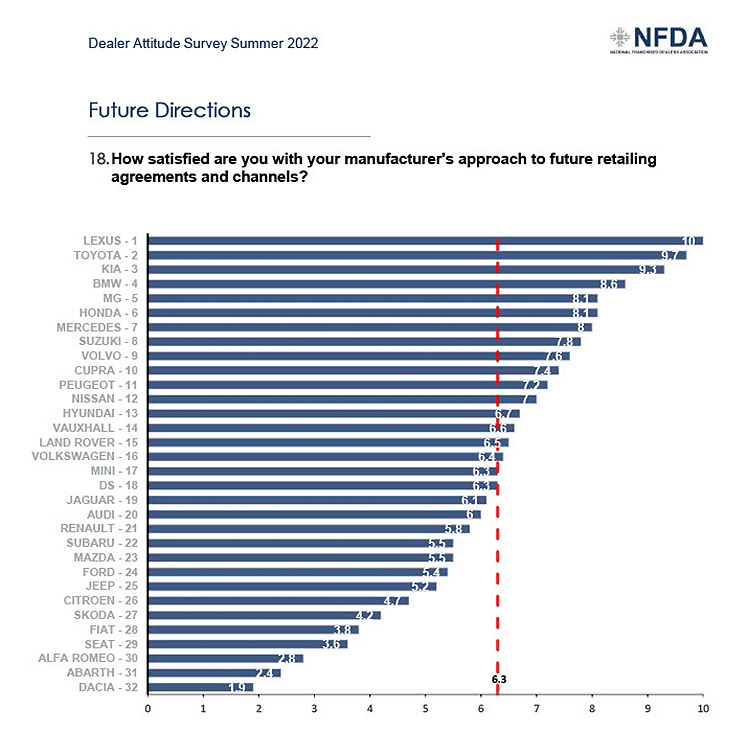 Dealer Attitude Survey Summer 2022
NFDA
NATIONAL FRANCHISED DEALERS ASSOCIATION
Future Directions
18. How satisfied are you with your manufacturer's approach to future retailing
agreements and channels?
LEXUS - 1 10
TOYOTA - 2 9.7
KIA - 3 9.3
BMW - 4 8.6
MG - 5 8.1
HONDA - 6 8.1
MERCEDES - 7 8
SUZUKI - 8 7.8
VOLVO - 9 7.6
CUPRA - 10 7.4
PEUGEOT - 11 7.2
NISSAN - 12 7
HYUNDAI - 13 6.7
VAUXHALL - 14 6.6
LAND ROVER - 15 6.5
VOLKSWAGEN - 16 6.4
MINI - 17 6.3
DS - 18 6.3
JAGUAR - 19 6.1
AUDI - 20 6
RENAULT - 21 5.8
SUBARU - 22 5.5
MAZDA - 23 5.5
FORD - 24 5.4
JEEP - 25 5.2
CITROEN - 26 4.7
SKODA - 27 4.2
FIAT - 28 3.8
SEAT - 29 3.6
ALFA ROMEO - 30 2.8
ABARTH - 31 2.4
6.3
DACIA - 32 1.9
0 1 2 3 4 5 6 7 8 9 10